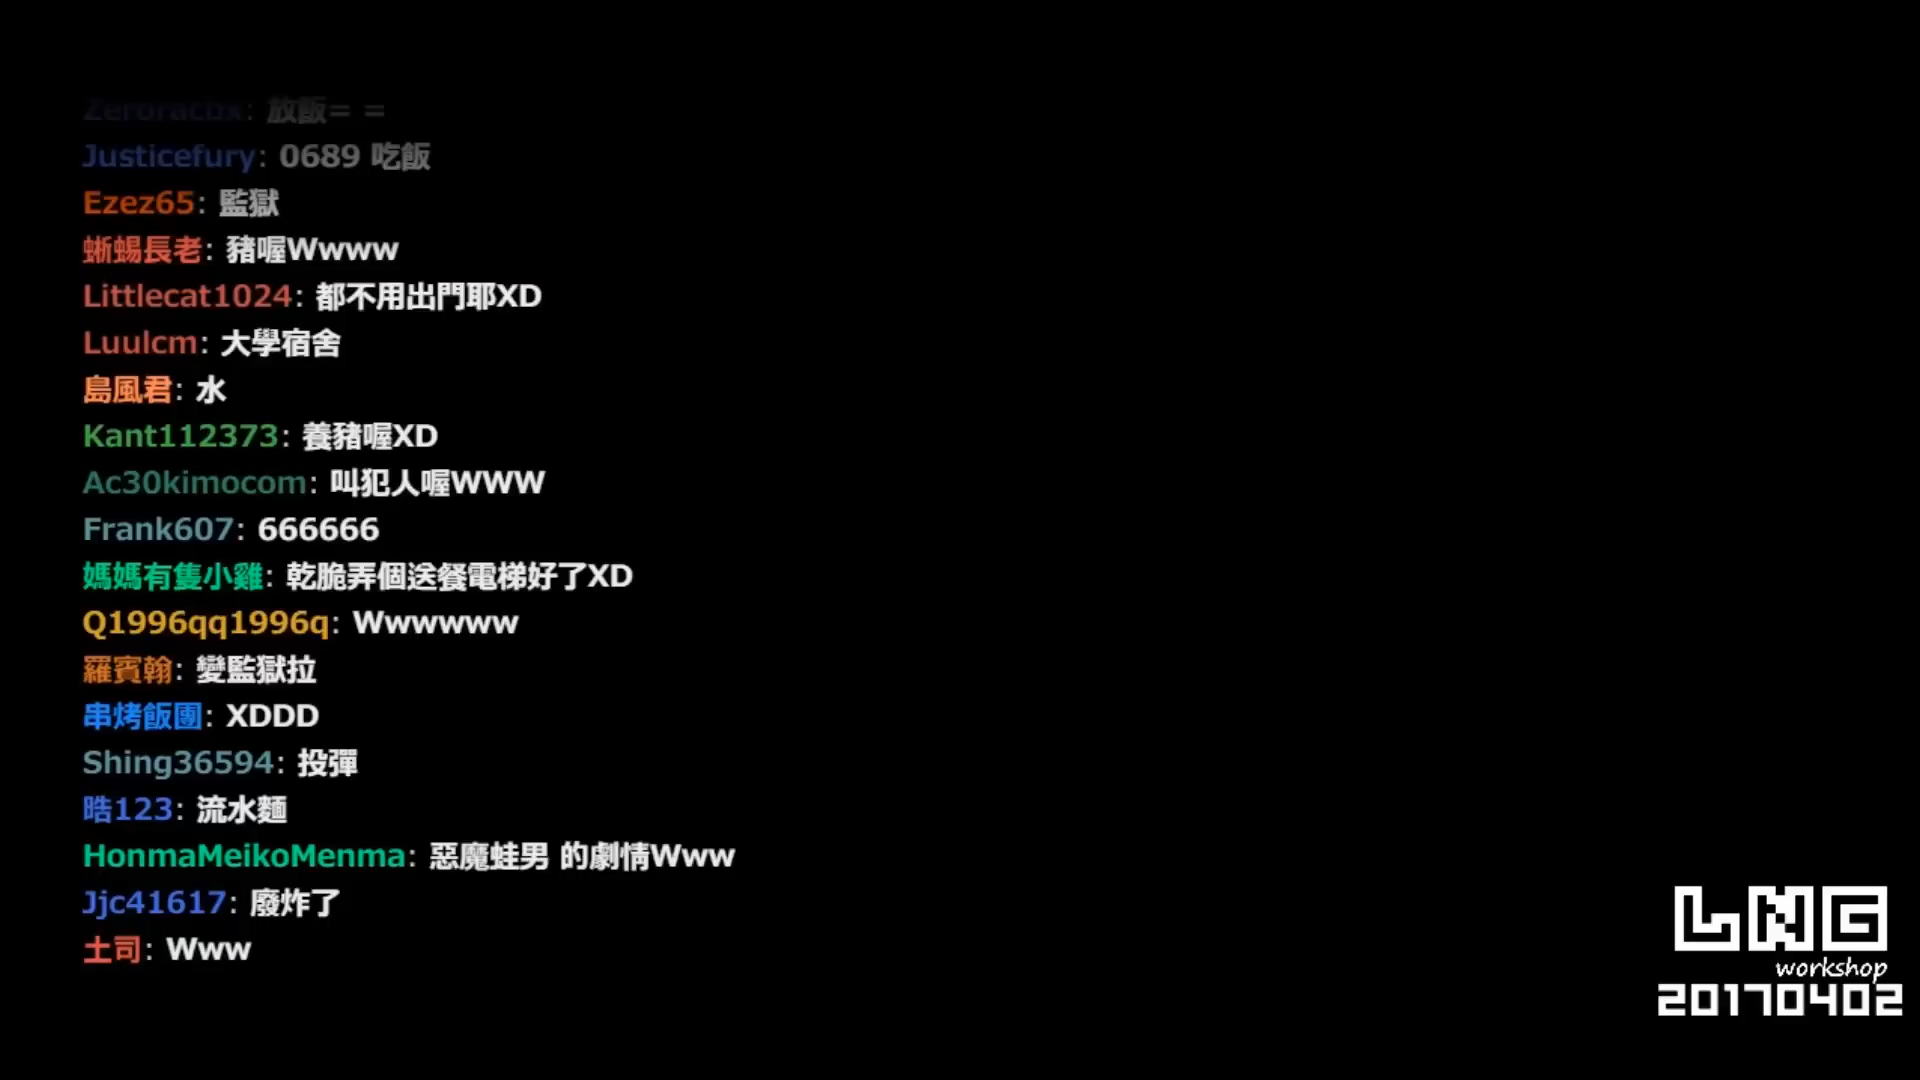 Zeroracbx: 放飯= =
Justicefury: 0689 吃飯
Ezez65: 監獄
蜥蜴長老: 豬喔Wwww
Littlecat1024: 都不用出門耶XD
Luulcm: 大學宿舍
島風君: 水
Kant112373: 養豬喔XD
Ac30kimocom: 叫犯人喔WWW
Frank607: 666666
媽媽有隻小雞: 乾脆弄個送餐電梯好了XD
Q1996qq1996q: Wwwwww
羅賓翰: 變監獄拉
串烤飯團: XDDD
Shing36594: 投彈
晧123: 流水麵
HonmaMeikoMenma: 惡魔蛙男 的劇情Www
Jjc41617: 廢炸了
土司: Www
LNG
workshop
20170402